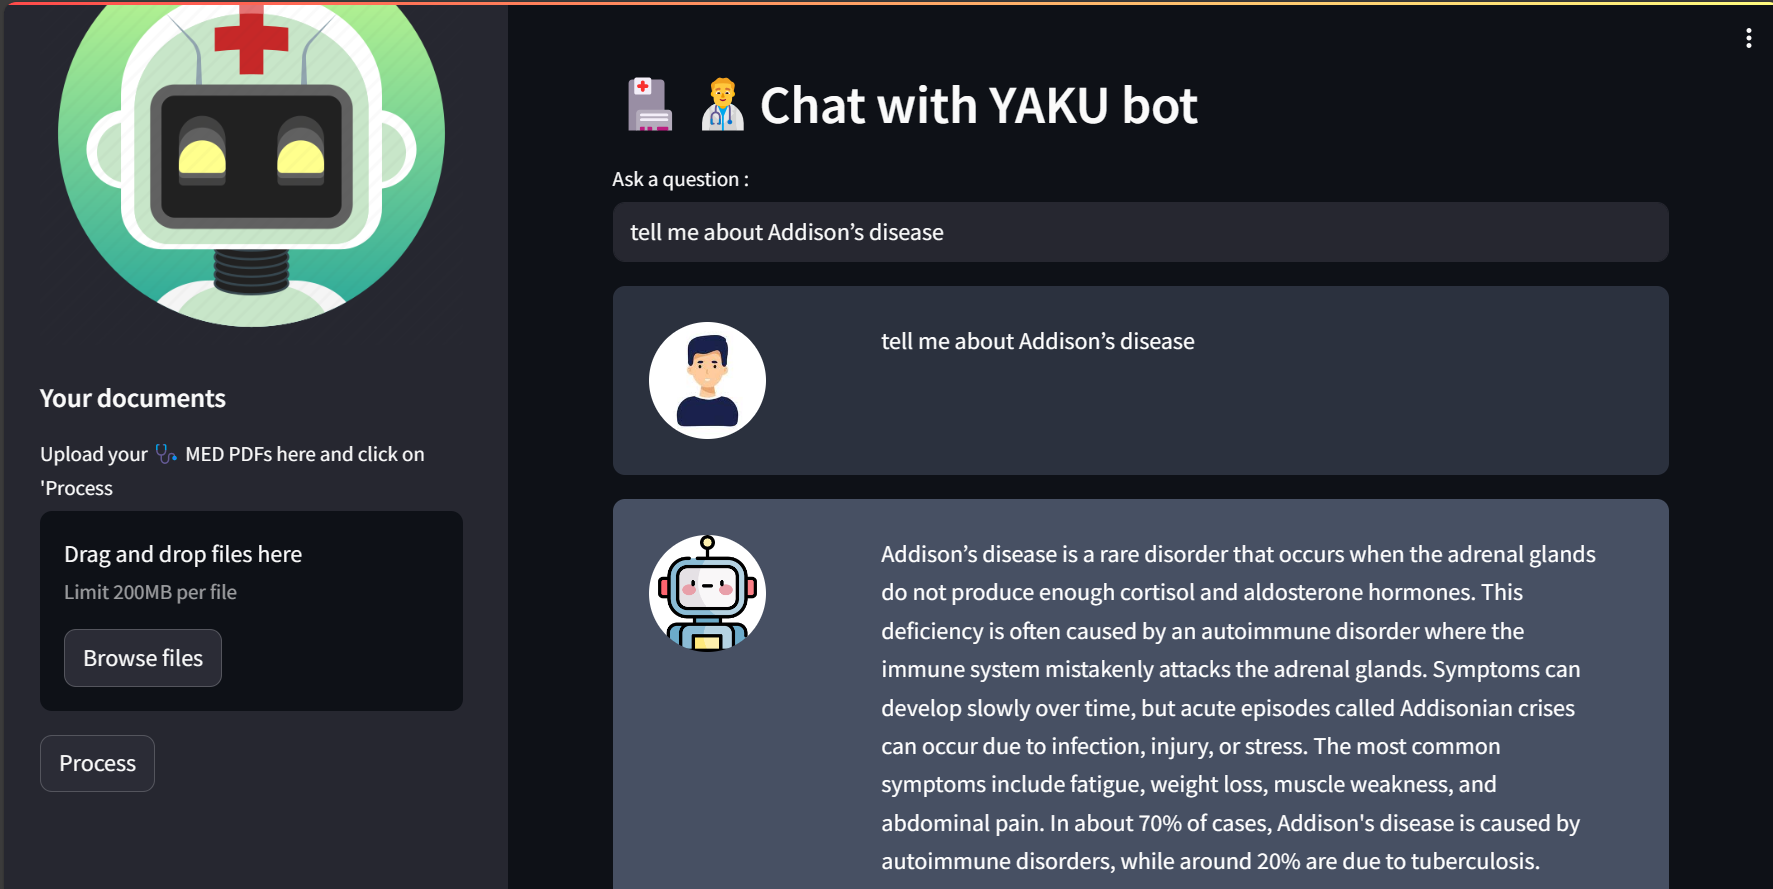 Your documents
Upload your MED PDFs here and click on
'Process
Drag and drop files here
Limit 200MB per file
Browse files
Process
Chat with YAKU bot
Ask a question :
tell me about Addison’s disease
tell me about Addison’s disease
Addison’s disease is a rare disorder that occurs when the adrenal glands
do not produce enough cortisol and aldosterone hormones. This
deficiency is often caused by an autoimmune disorder where the
immune system mistakenly attacks the adrenal glands. Symptoms can
develop slowly over time, but acute episodes called Addisonian crises
can occur due to infection, injury, or stress. The most common
symptoms include fatigue, weight loss, muscle weakness, and
abdominal pain. In about 70% of cases, Addison's disease is caused by
autoimmune disorders, while around 20% are due to tuberculosis.